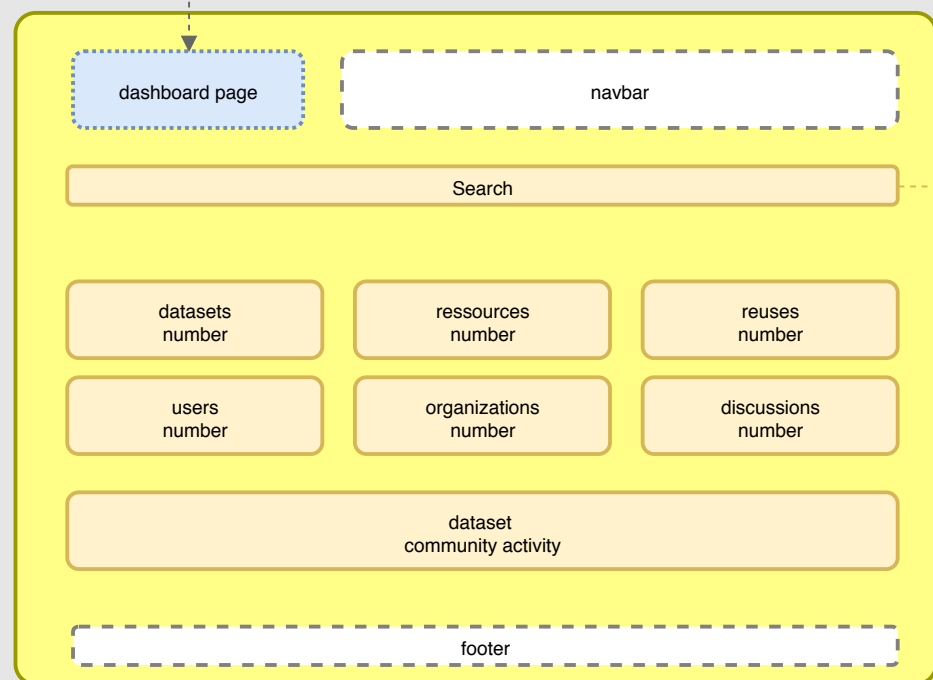 dashboard page
navbar
Search
datasets
number
ressources
number
reuses
number
users
number
organizations
number
discussions
number
dataset
community activity
footer